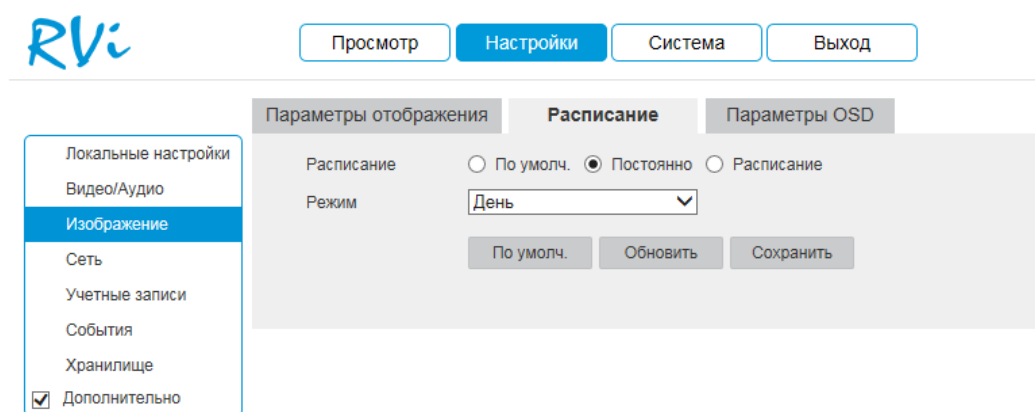 RVi
Просмотр Настройки Система Выход
Параметры отображения Расписание Параметры OSD
Локальные настройки
Видео/Аудио
Изображение
Сеть
Учетные записи
События
Хранилище
Дополнительно
Расписание По умолч. Постоянно Расписание
Режим День
По умолч. Обновить Сохранить